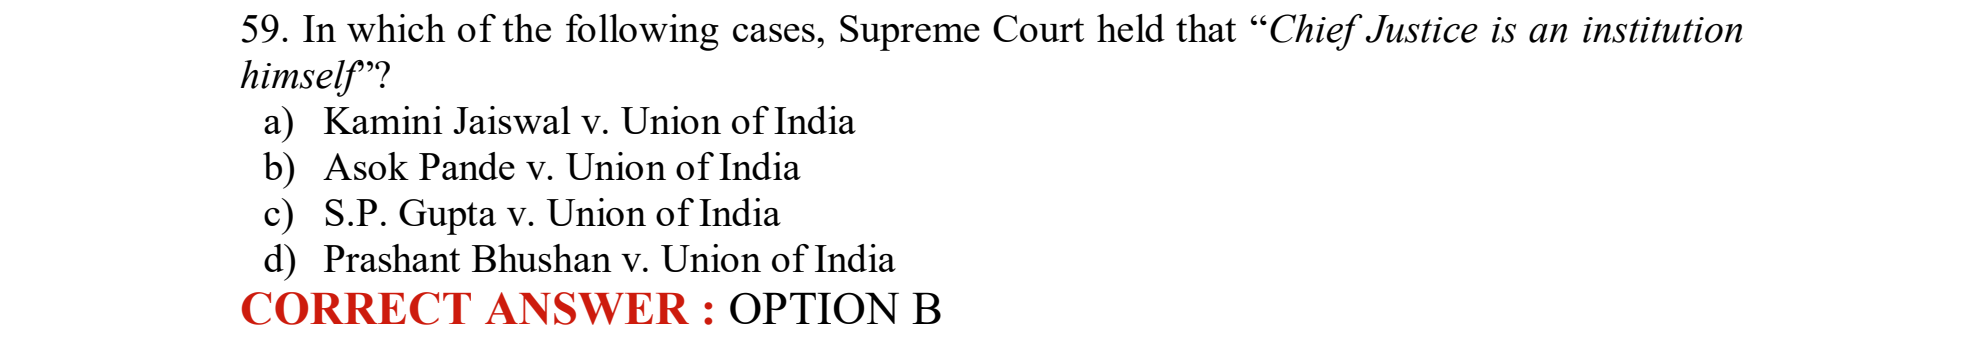 59. In which of the following cases, Supreme Court held that “Chief Justice is an institution
himself”?
a) Kamini Jaiswal v. Union of India
b) Asok Pande v. Union of India
c) S.P. Gupta v. Union of India
d) Prashant Bhushan v. Union of India
CORRECT ANSWER : OPTION B